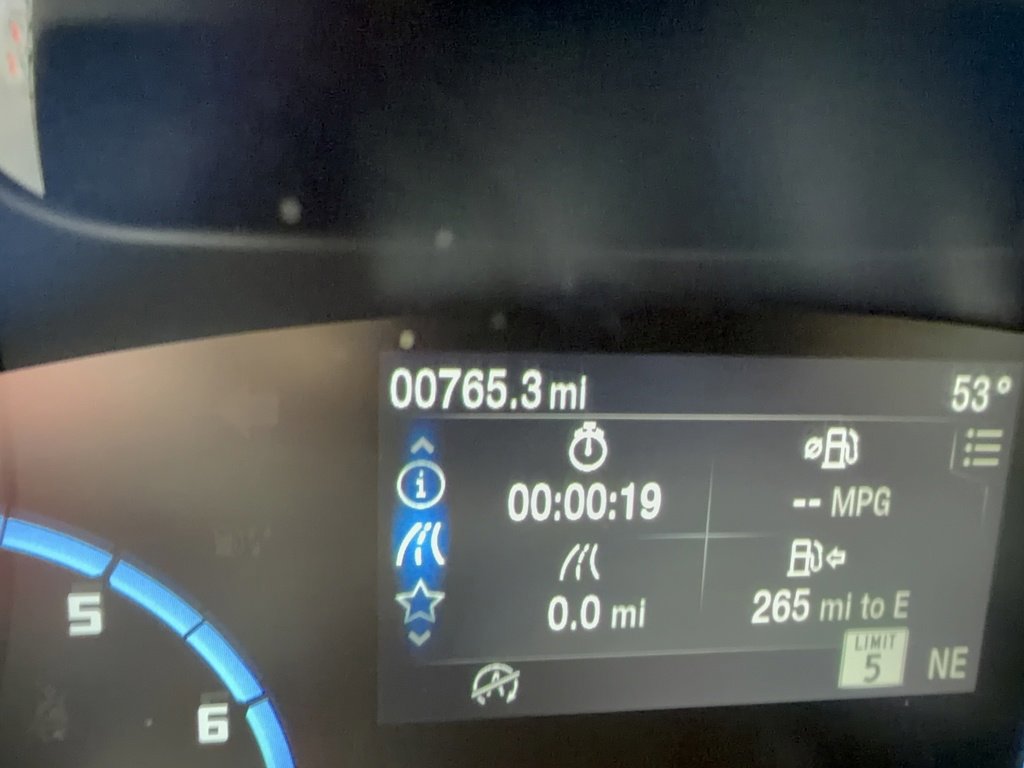 00765.3 mi 53°
00:00:19 -- MPG
0.0 mi 265 mi to E
LIMIT
5
NE
A
5
6